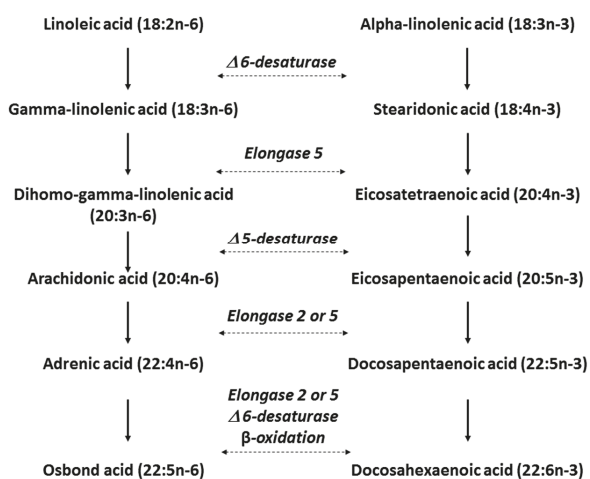 Linoleic acid (18:2n-6)
Alpha-linolenic acid (18:3n-3)
Δ6-desaturase
Gamma-linolenic acid (18:3n-6)
Stearidonic acid (18:4n-3)
Elongase 5
Dihomo-gamma-linolenic acid
(20:3n-6)
Eicosatetraenoic acid (20:4n-3)
Δ5-desaturase
Arachidonic acid (20:4n-6)
Eicosapentaenoic acid (20:5n-3)
Elongase 2 or 5
Adrenic acid (22:4n-6)
Docosapentaenoic acid (22:5n-3)
Elongase 2 or 5
Δ6-desaturase
β-oxidation
Osbond acid (22:5n-6)
Docosahexaenoic acid (22:6n-3)